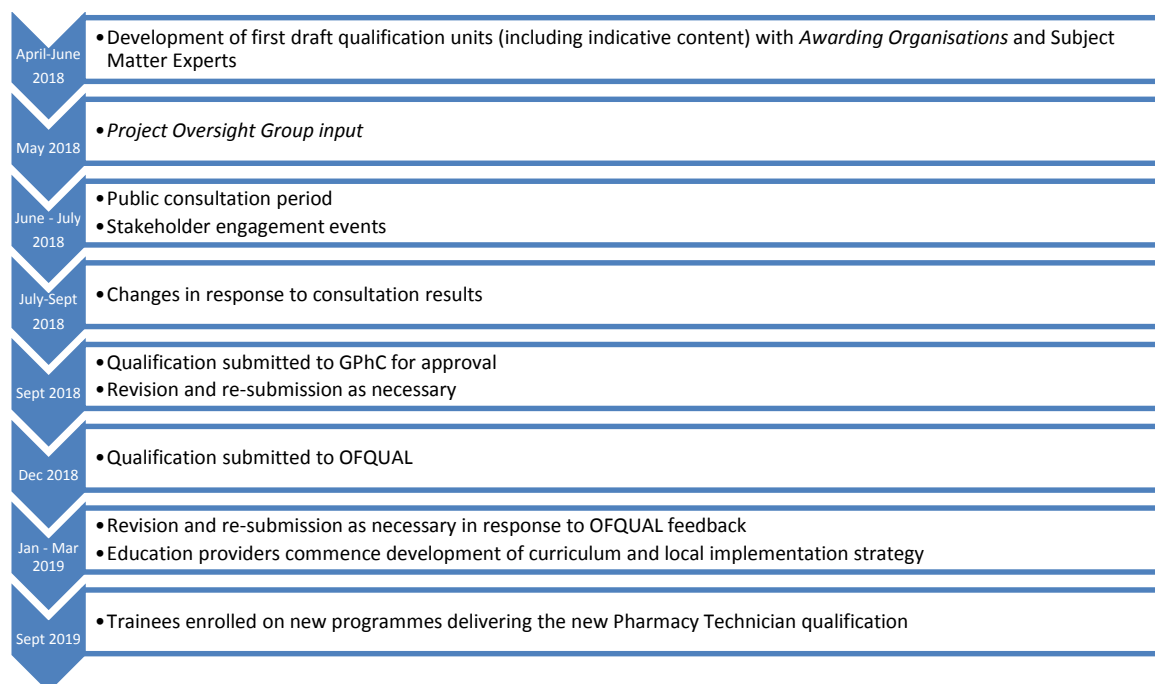 April-June
2018
•Development of first draft qualification units (including indicative content) with Awarding Organisations and Subject
Matter Experts
May 2018
•Project Oversight Group input
June - July
2018
•Public consultation period
•Stakeholder engagement events
July-Sept
2018
•Changes in response to consultation results
Sept 2018
•Qualification submitted to GPhC for approval
•Revision and re-submission as necessary
Dec 2018
•Qualification submitted to OFQUAL
Jan - Mar
2019
•Revision and re-submission as necessary in response to OFQUAL feedback
•Education providers commence development of curriculum and local implementation strategy
Sept 2019
•Trainees enrolled on new programmes delivering the new Pharmacy Technician qualification